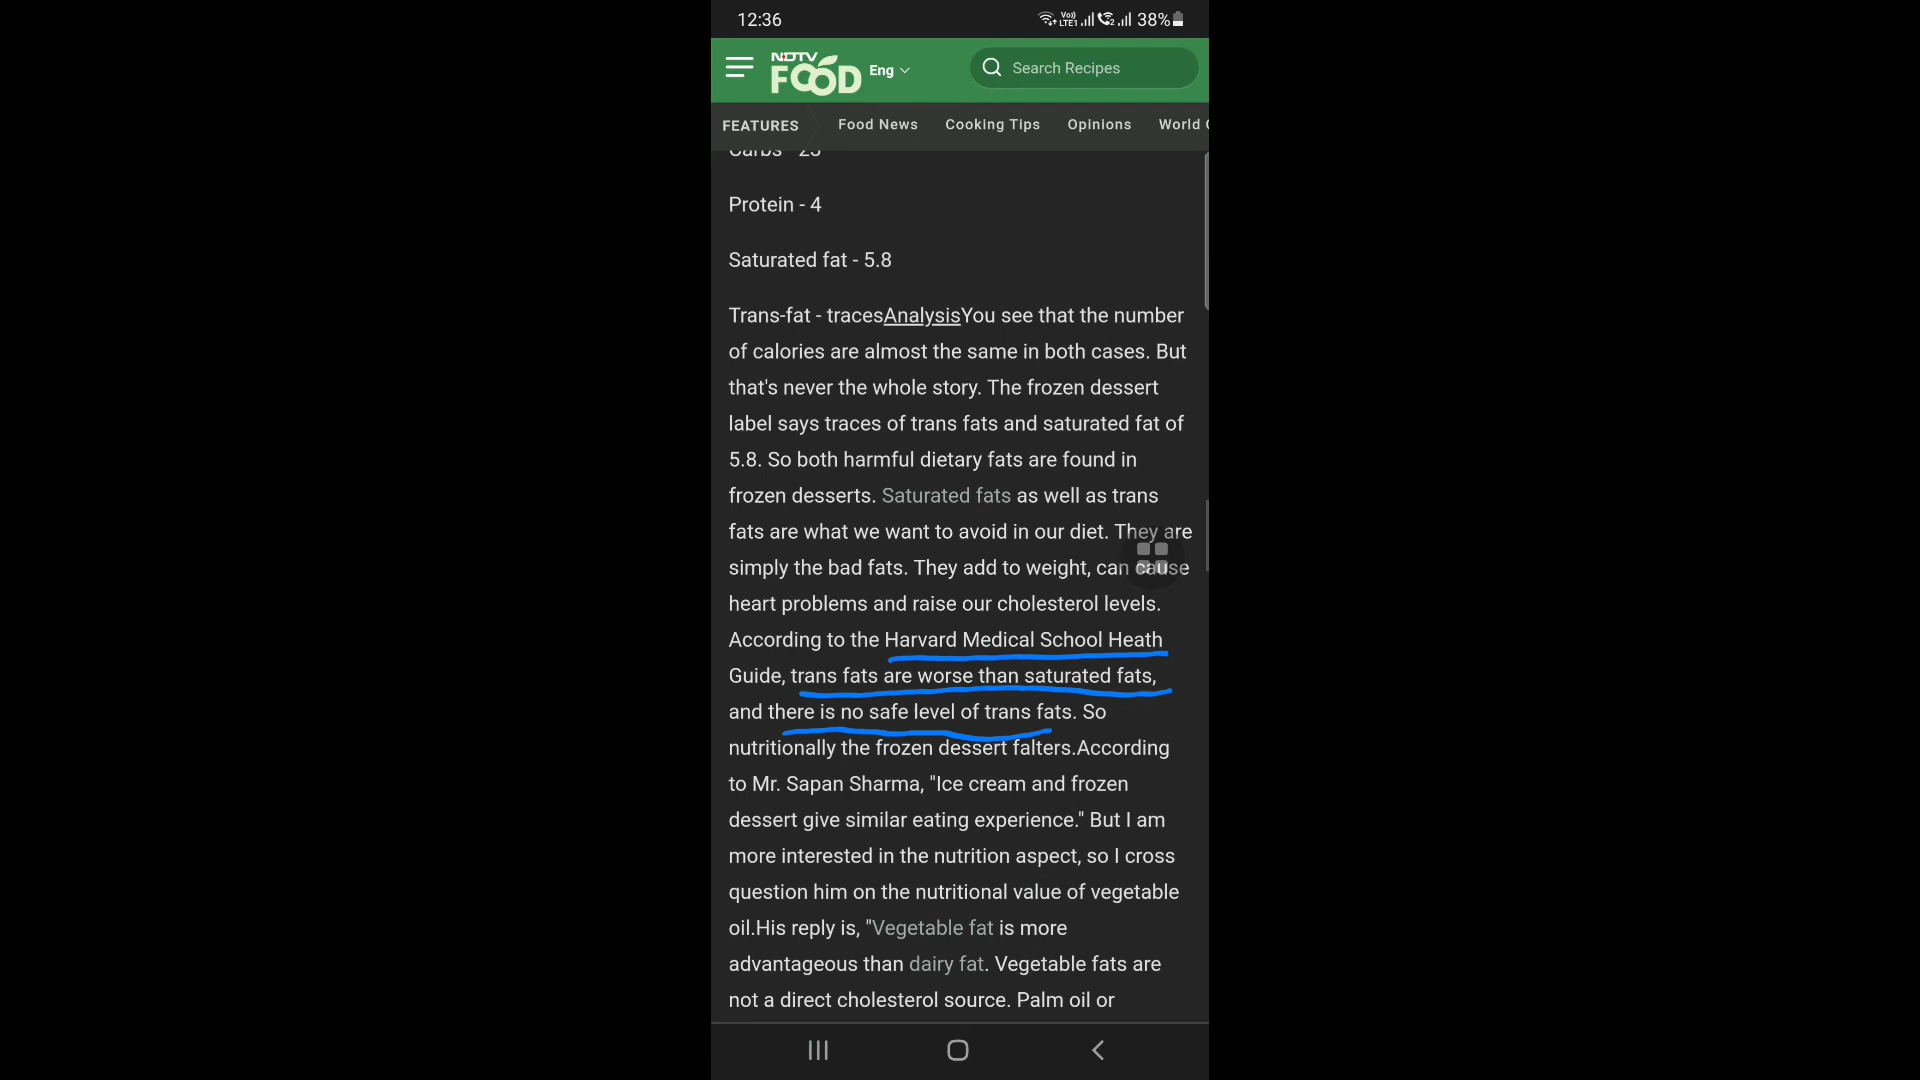 12:36
Vo)) LTE1 2 38%
NDTV
FOOD
Eng
Search Recipes
FEATURES
Food News
Cooking Tips
Opinions
World
Carbs - 23
Protein - 4
Saturated fat - 5.8
Trans-fat - tracesAnalysisYou see that the number
of calories are almost the same in both cases. But
that's never the whole story. The frozen dessert
label says traces of trans fats and saturated fat of
5.8. So both harmful dietary fats are found in
frozen desserts. Saturated fats as well as trans
fats are what we want to avoid in our diet. They are
simply the bad fats. They add to weight, can cause
heart problems and raise our cholesterol levels.
According to the Harvard Medical School Heath
Guide, trans fats are worse than saturated fats,
and there is no safe level of trans fats. So
nutritionally the frozen dessert falters.According
to Mr. Sapan Sharma, "Ice cream and frozen
dessert give similar eating experience." But I am
more interested in the nutrition aspect, so I cross
question him on the nutritional value of vegetable
oil.His reply is, "Vegetable fat is more
advantageous than dairy fat. Vegetable fats are
not a direct cholesterol source. Palm oil or